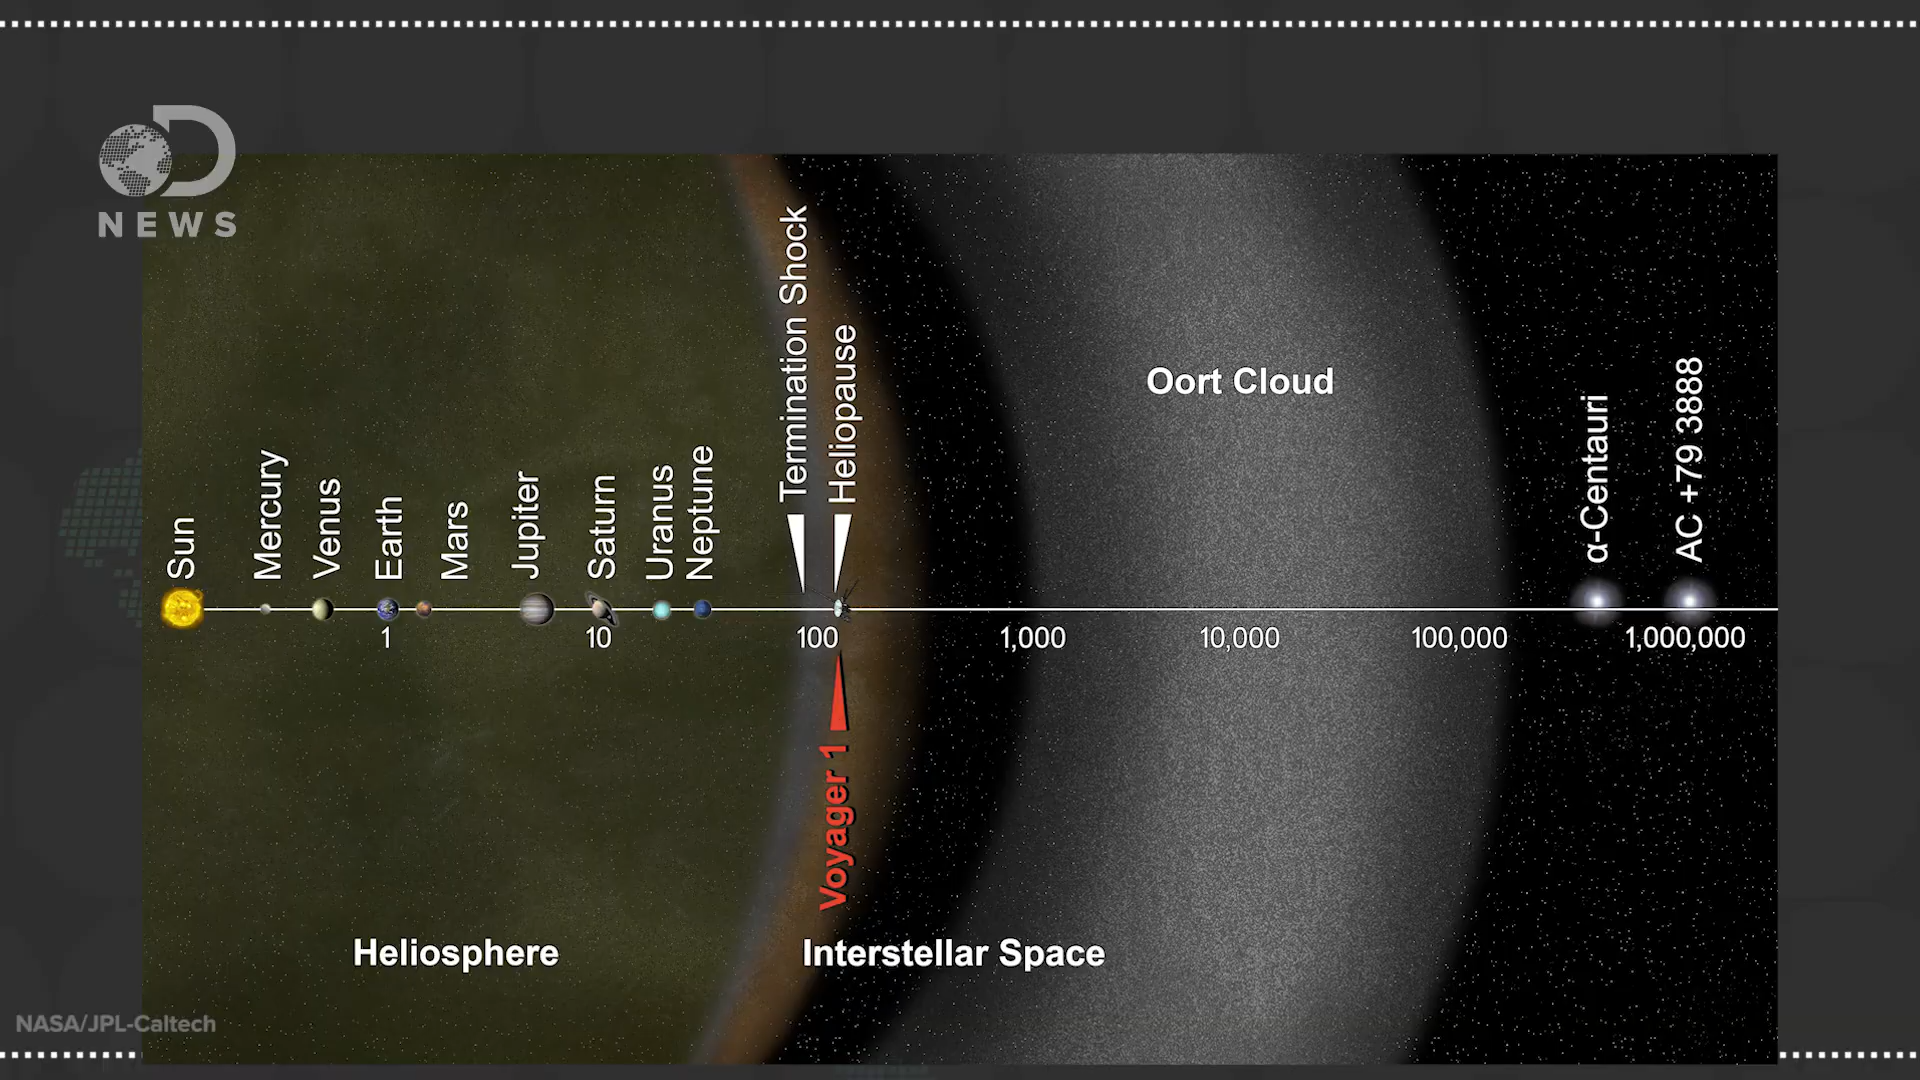 D
NEWS
Termination Shock
Heliopause
Oort Cloud
Sun
Mercury
Venus
Earth
Mars
Jupiter
Saturn
Uranus
Neptune
α-Centauri
AC +79 3888
1
10
100
1,000
10,000
100,000
1,000,000
Voyager 1
Heliosphere
Interstellar Space
NASA/JPL-Caltech